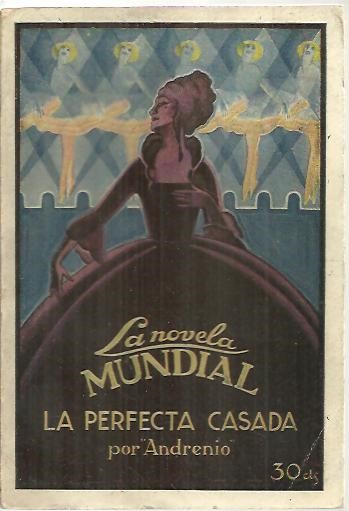 La novela
MUNDIAL
LA PERFECTA CASADA
por "Andrenio"
30 cts